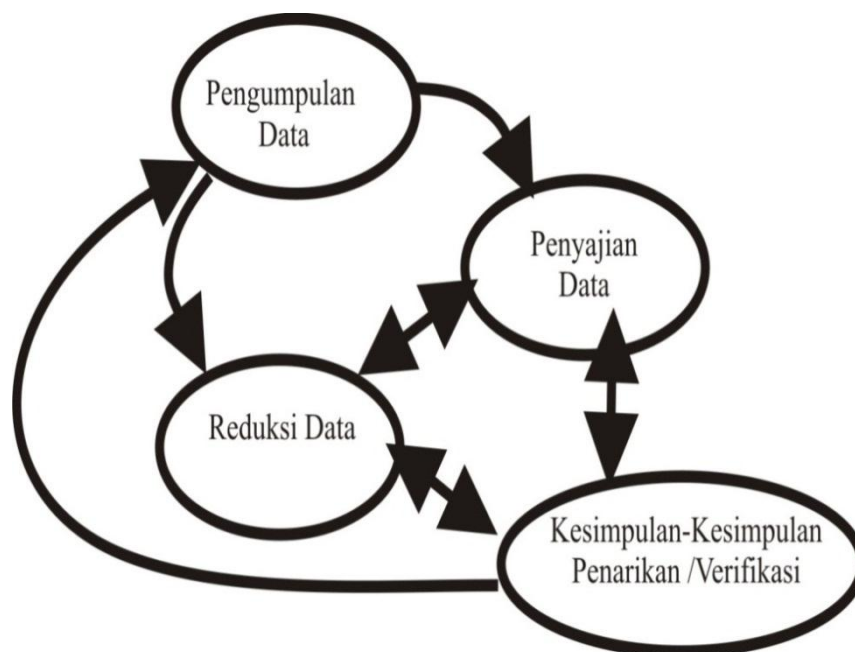 Pengumpulan
Data
Penyajian
Data
Reduksi Data
Kesimpulan-Kesimpulan
Penarikan /Verifikasi